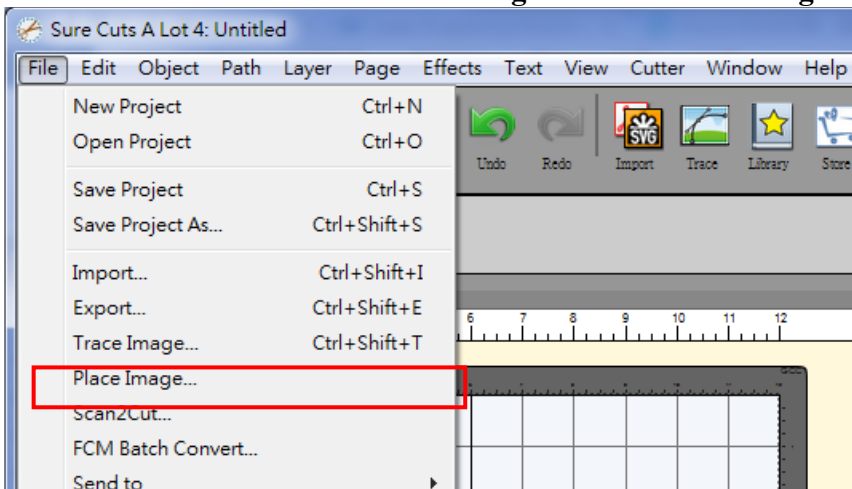 Sure Cuts A Lot 4: Untitled
File Edit Object Path Layer Page Effects Text View Cutter Window Help
New Project Ctrl+N
Open Project Ctrl+O
Save Project Ctrl+S
Save Project As... Ctrl+Shift+S
Import... Ctrl+Shift+I
Export... Ctrl+Shift+E
Trace Image... Ctrl+Shift+T
Place Image...
Scan2Cut...
FCM Batch Convert...
Send to
SVG
Undo Redo Import Trace Library Store
6 7 8 9 10 11 12
GCC